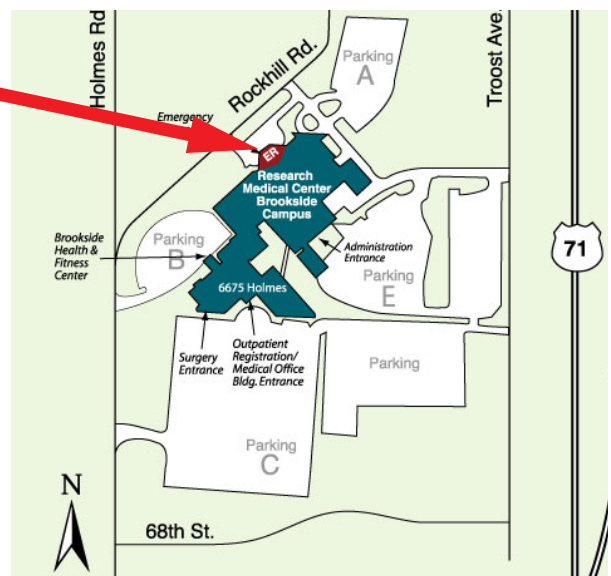 Holmes Rd
Rockhill Rd.
Troost Ave.
Parking
A
Emergency
ER
Research
Medical Center
Brookside
Campus
71
Brookside
Health &
Fitness
Center
Parking
B
Administration
Entrance
Parking
E
6675 Holmes
Surgery
Entrance
Outpatient
Registration/
Medical Office
Bldg. Entrance
Parking
Parking
C
N
68th St.